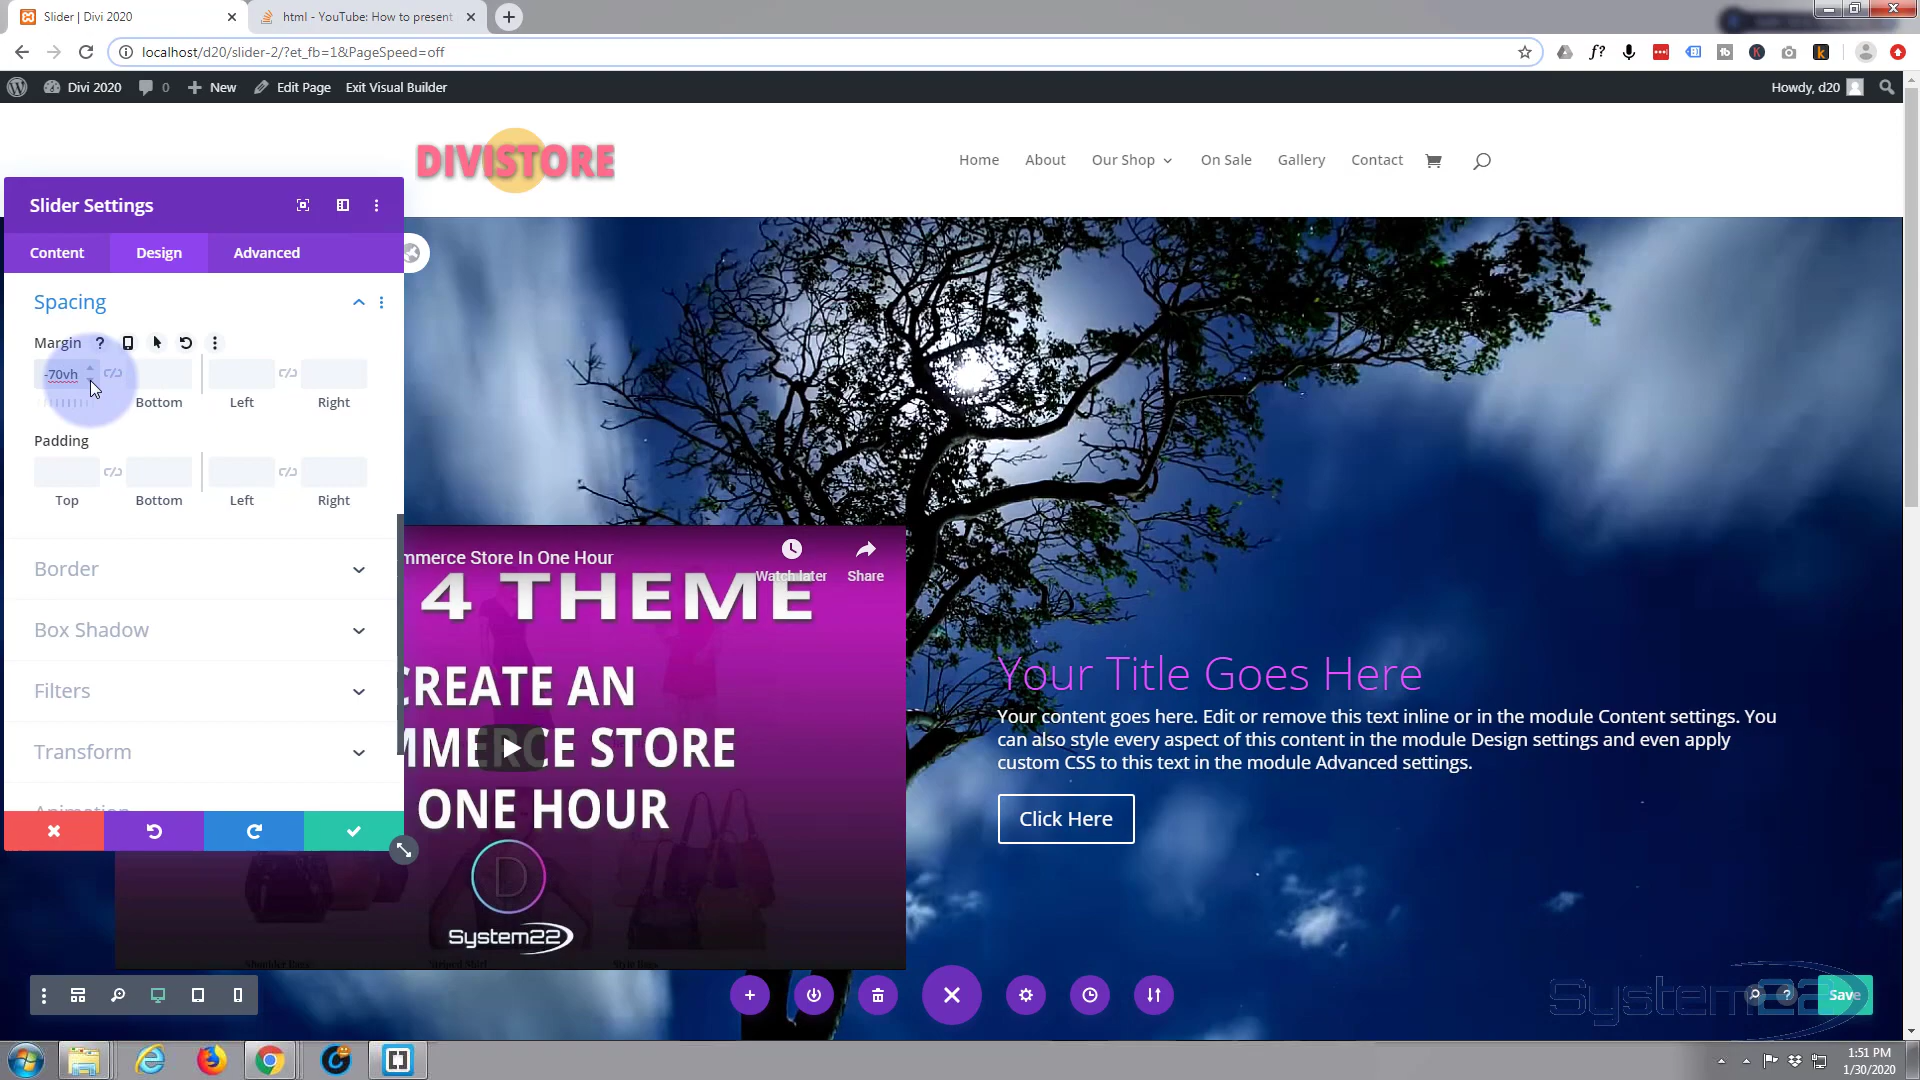 Slider | Divi 2020
html - YouTube: How to present
localhost/d20/slider-2/?et_fb=1&PageSpeed=off
Divi 2020
0
New
Edit Page
Exit Visual Builder
Howdy, d20
DIVISTORE
Home
About
Our Shop
On Sale
Gallery
Contact
Slider Settings
Content
Design
Advanced
Spacing
Margin
-70vh
Bottom
Left
Right
Padding
Top
Bottom
Left
Right
Border
Box Shadow
Filters
Transform
Animation
mmerce Store In One Hour
Watch later
Share
4 THEME
CREATE AN
MMERCE STORE
ONE HOUR
D
System22
Your Title Goes Here
Your content goes here. Edit or remove this text inline or in the module Content settings. You
can also style every aspect of this content in the module Design settings and even apply
custom CSS to this text in the module Advanced settings.
Click Here
System22
Save
1:51 PM
1/30/2020